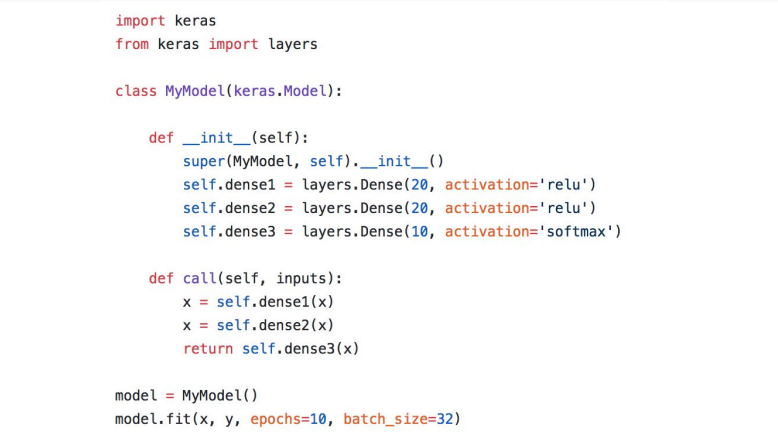 import keras
from keras import layers
class MyModel(keras.Model):
def __init__(self):
super(MyModel, self).__init__()
self.dense1 = layers.Dense(20, activation='relu')
self.dense2 = layers.Dense(20, activation='relu')
self.dense3 = layers.Dense(10, activation='softmax')
def call(self, inputs):
x = self.dense1(x)
x = self.dense2(x)
return self.dense3(x)
model = MyModel()
model.fit(x, y, epochs=10, batch_size=32)